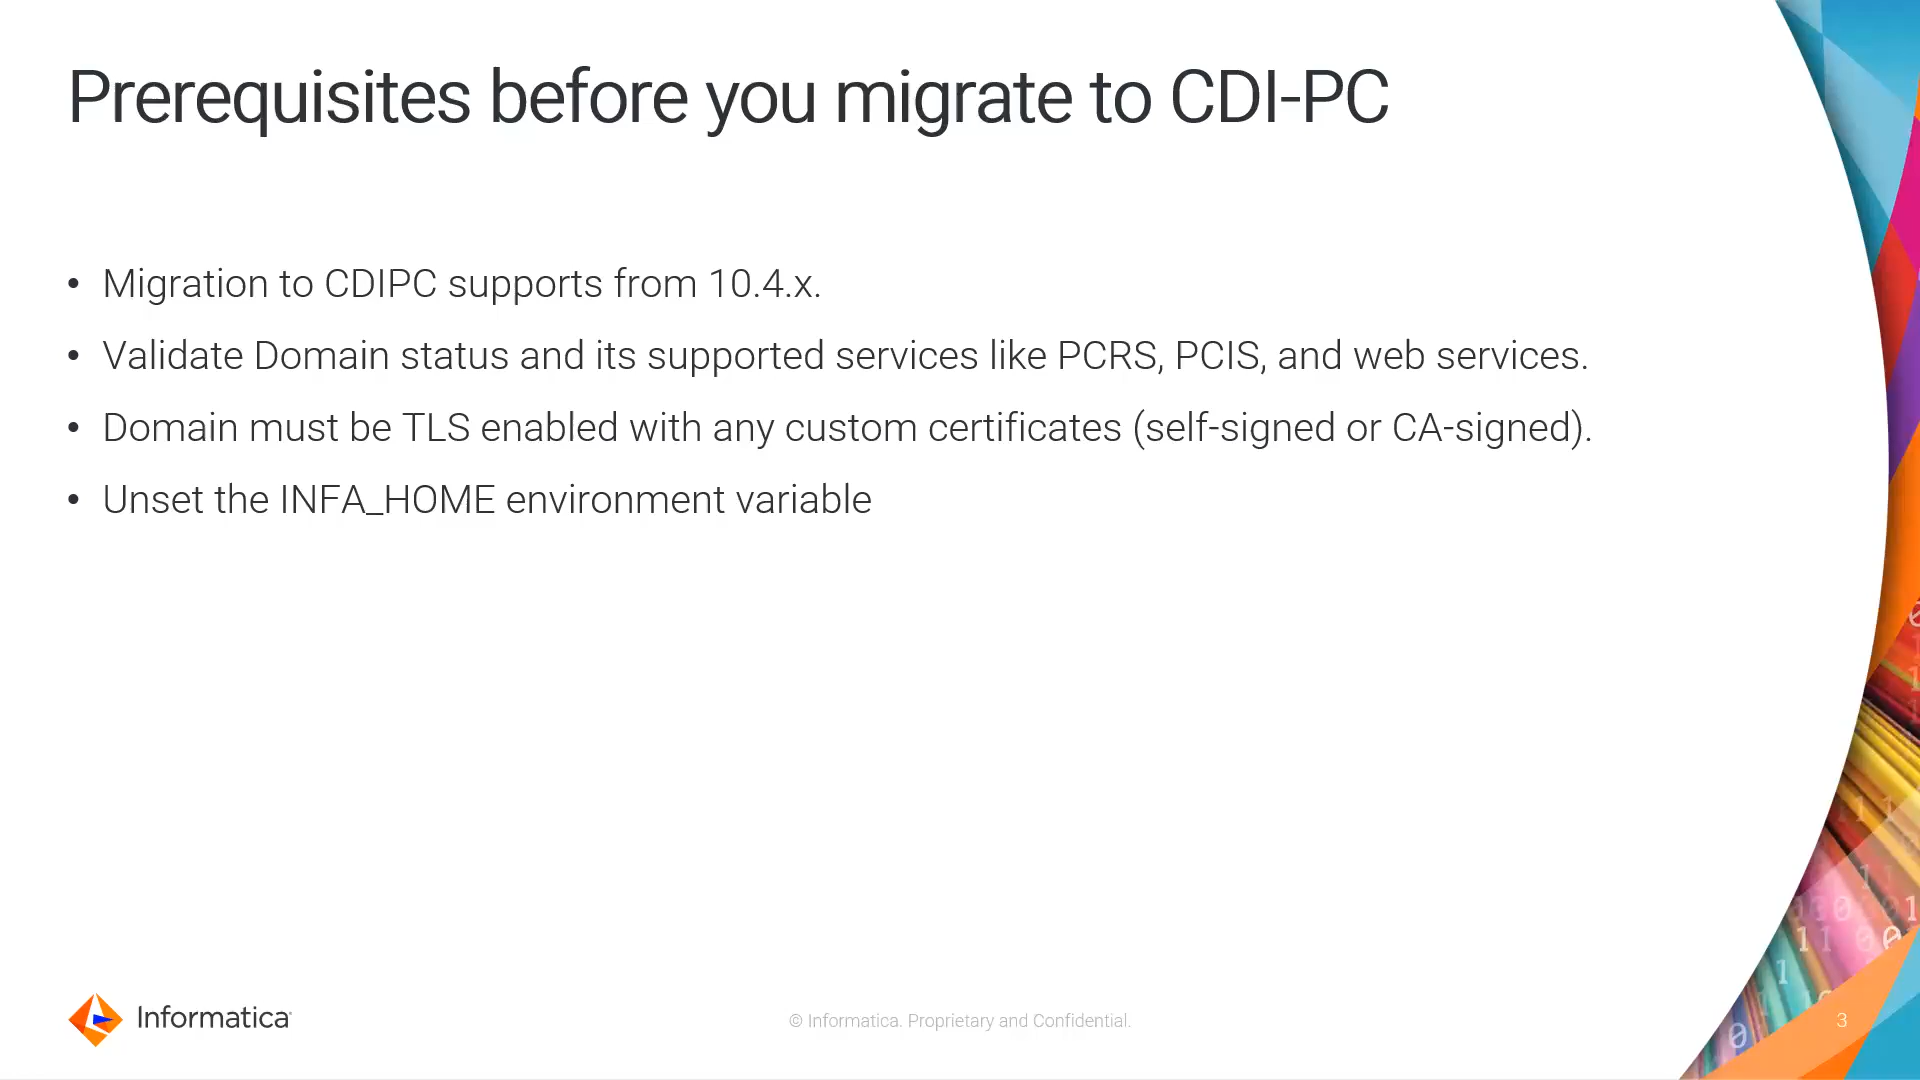 Prerequisites before you migrate to CDI-PC
• Migration to CDIPC supports from 10.4.x.
• Validate Domain status and its supported services like PCRS, PCIS, and web services.
• Domain must be TLS enabled with any custom certificates (self-signed or CA-signed).
• Unset the INFA_HOME environment variable
Informatica
© Informatica. Proprietary and Confidential.
3